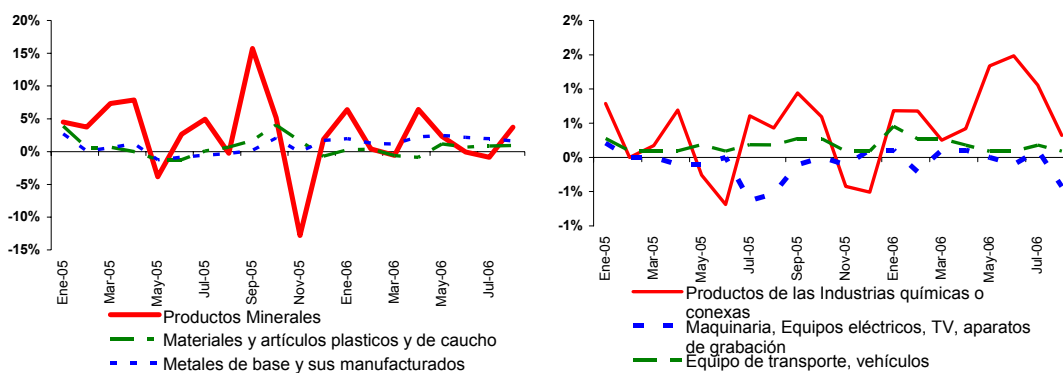 20%
15%
10%
5%
0%
-5%
-10%
-15%
Ene-05
Mar-05
May-05
Jul-05
Sep-05
Nov-05
Ene-06
Mar-06
May-06
Jul-06
Productos Minerales
Materiales y artículos plasticos y de caucho
Metales de base y sus manufacturados
2%
2%
1%
1%
0%
-1%
-1%
Ene-05
Mar-05
May-05
Jul-05
Sep-05
Nov-05
Ene-06
Mar-06
May-06
Jul-06
Productos de las Industrias químicas o
conexas
Maquinaria, Equipos eléctricos, TV, aparatos
de grabación
Equipo de transporte, vehículos